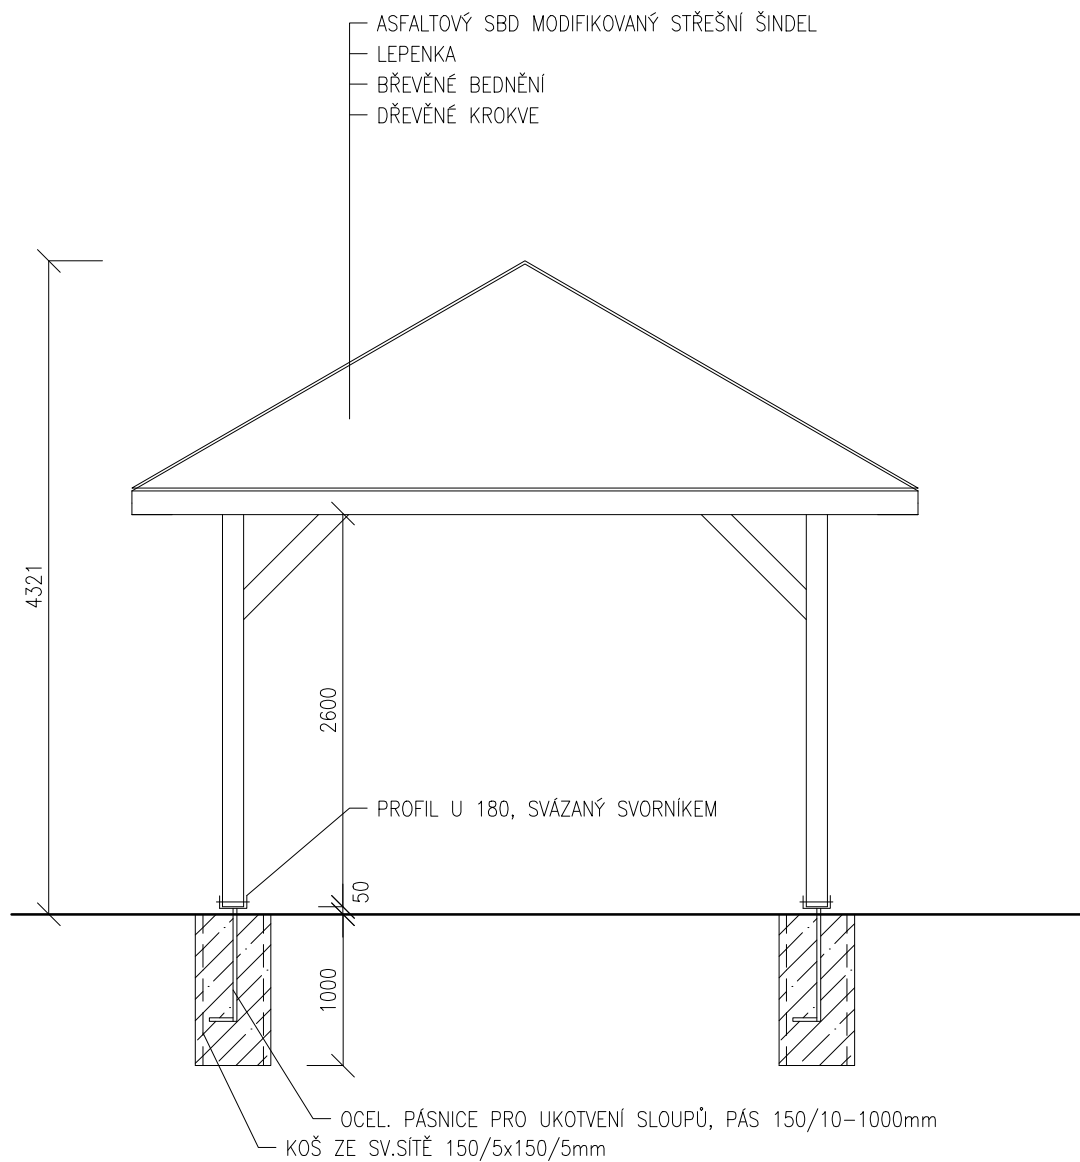 ASFALTOVÝ SBD MODIFIKOVANÝ STŘEŠNÍ ŠINDEL
LEPENKA
BŘEVĚNÉ BEDNĚNÍ
DŘEVĚNÉ KROKVE
4321
2600
PROFIL U 180, SVÁZANÝ SVORNÍKEM
50
1000
OCEL. PÁSNICE PRO UKOTVENÍ SLOUPŮ, PÁS 150/10-1000mm
KOŠ ZE SV.SÍTĚ 150/5x150/5mm